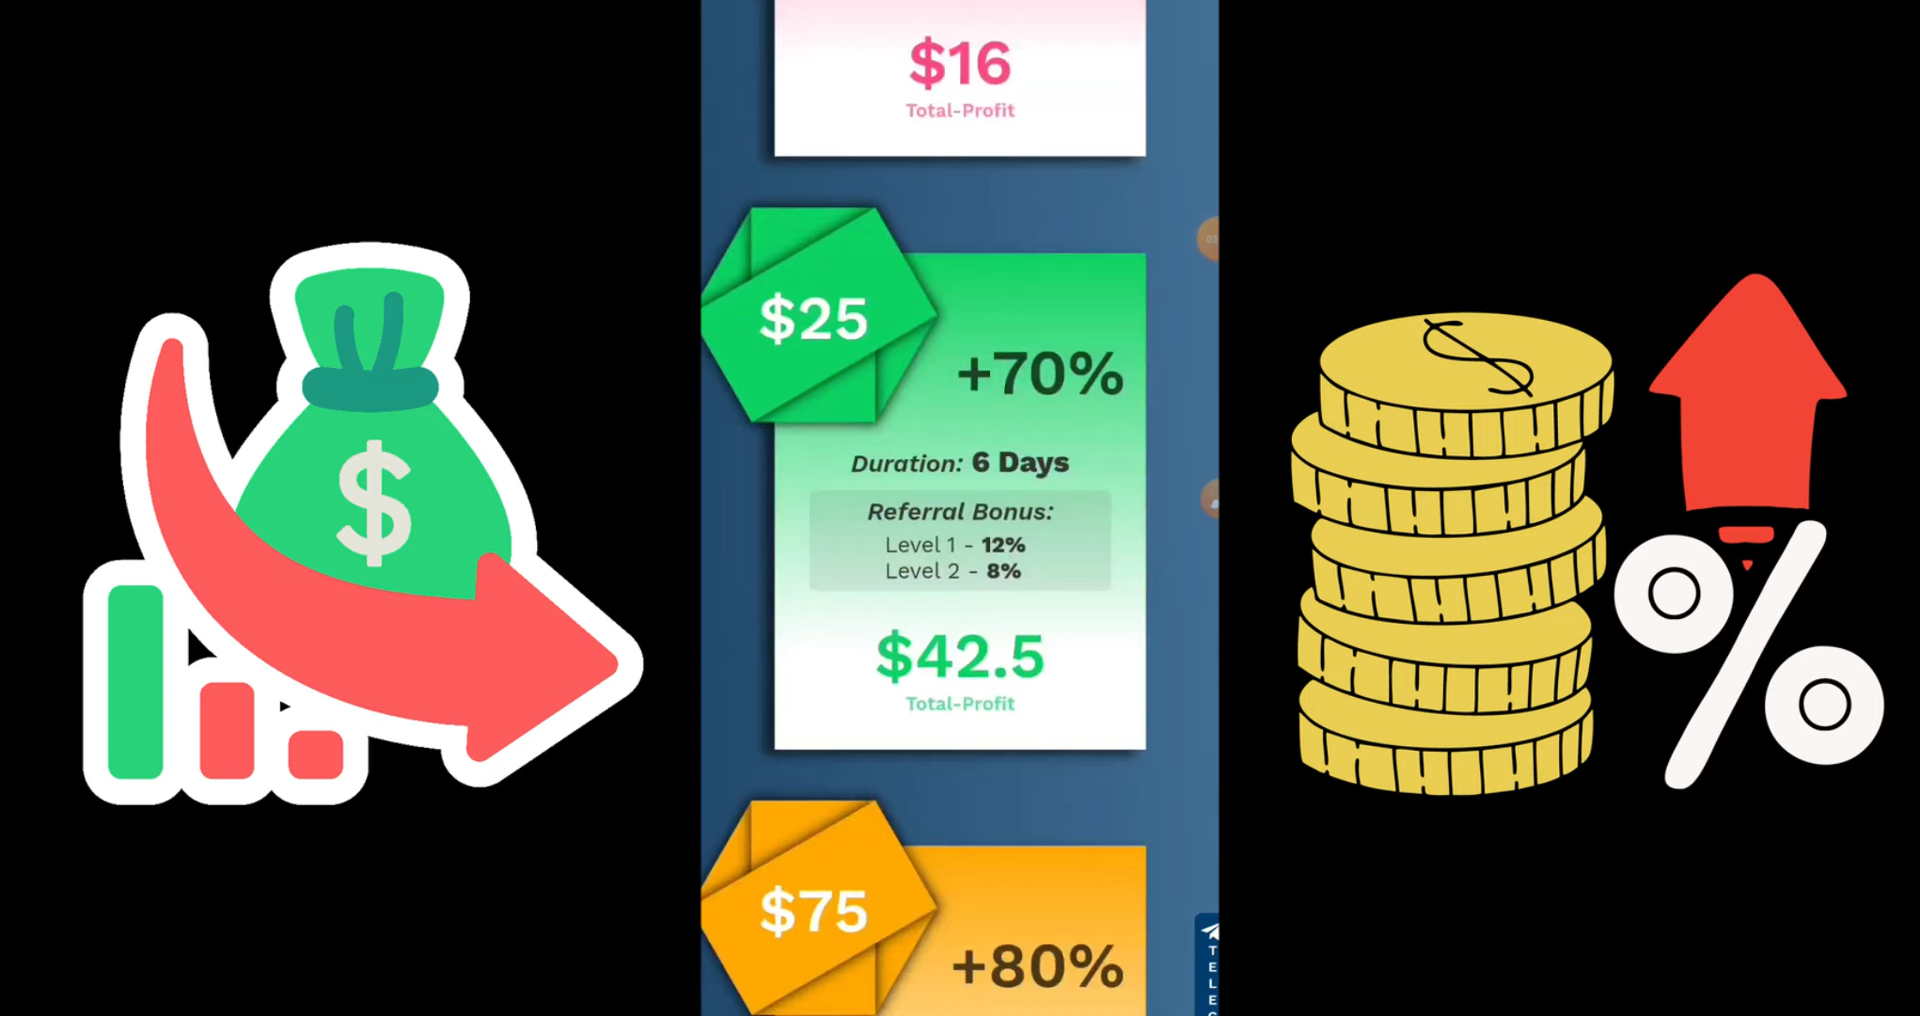 $16
Total-Profit
$25
+70%
Duration: 6 Days
Referral Bonus:
Level 1 - 12%
Level 2 - 8%
$42.5
Total-Profit
$75
+80%
$
$
%
03
T
E
L
E